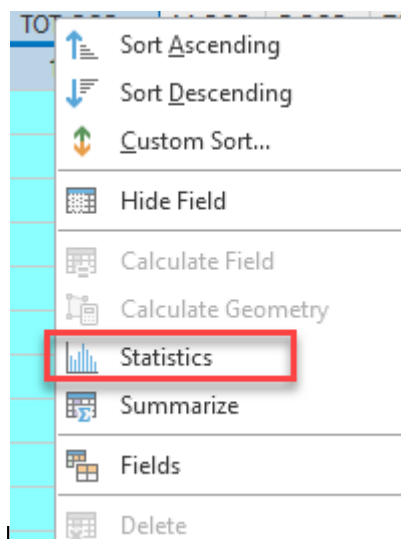 Sort Ascending
Sort Descending
Custom Sort...
Hide Field
Calculate Field
Calculate Geometry
Statistics
Summarize
Fields
Delete